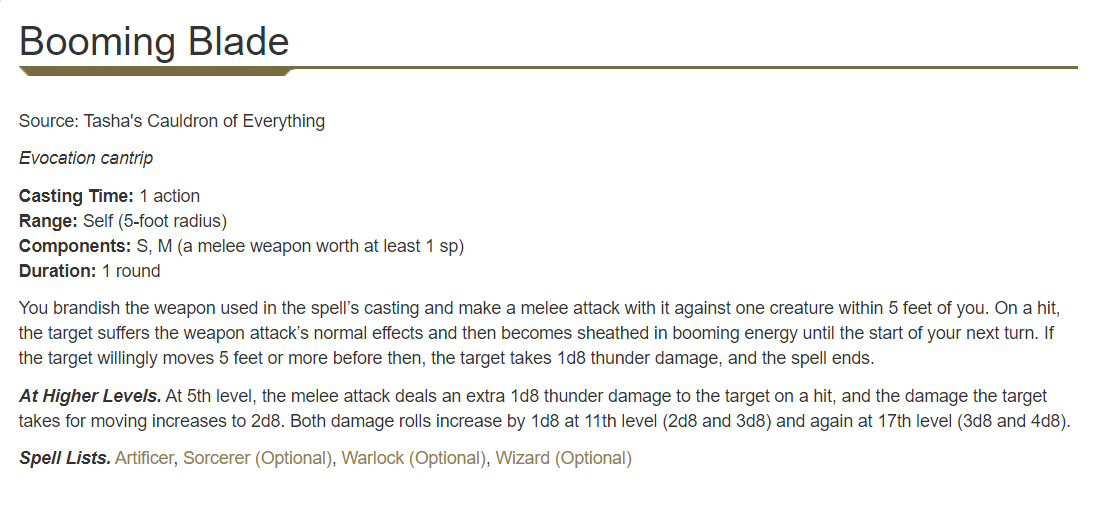 Booming Blade
Source: Tasha's Cauldron of Everything
Evocation cantrip
Casting Time: 1 action
Range: Self (5-foot radius)
Components: S, M (a melee weapon worth at least 1 sp)
Duration: 1 round
You brandish the weapon used in the spell’s casting and make a melee attack with it against one creature within 5 feet of you. On a hit,
the target suffers the weapon attack’s normal effects and then becomes sheathed in booming energy until the start of your next turn. If
the target willingly moves 5 feet or more before then, the target takes 1d8 thunder damage, and the spell ends.
At Higher Levels. At 5th level, the melee attack deals an extra 1d8 thunder damage to the target on a hit, and the damage the target
takes for moving increases to 2d8. Both damage rolls increase by 1d8 at 11th level (2d8 and 3d8) and again at 17th level (3d8 and 4d8).
Spell Lists. Artificer, Sorcerer (Optional), Warlock (Optional), Wizard (Optional)